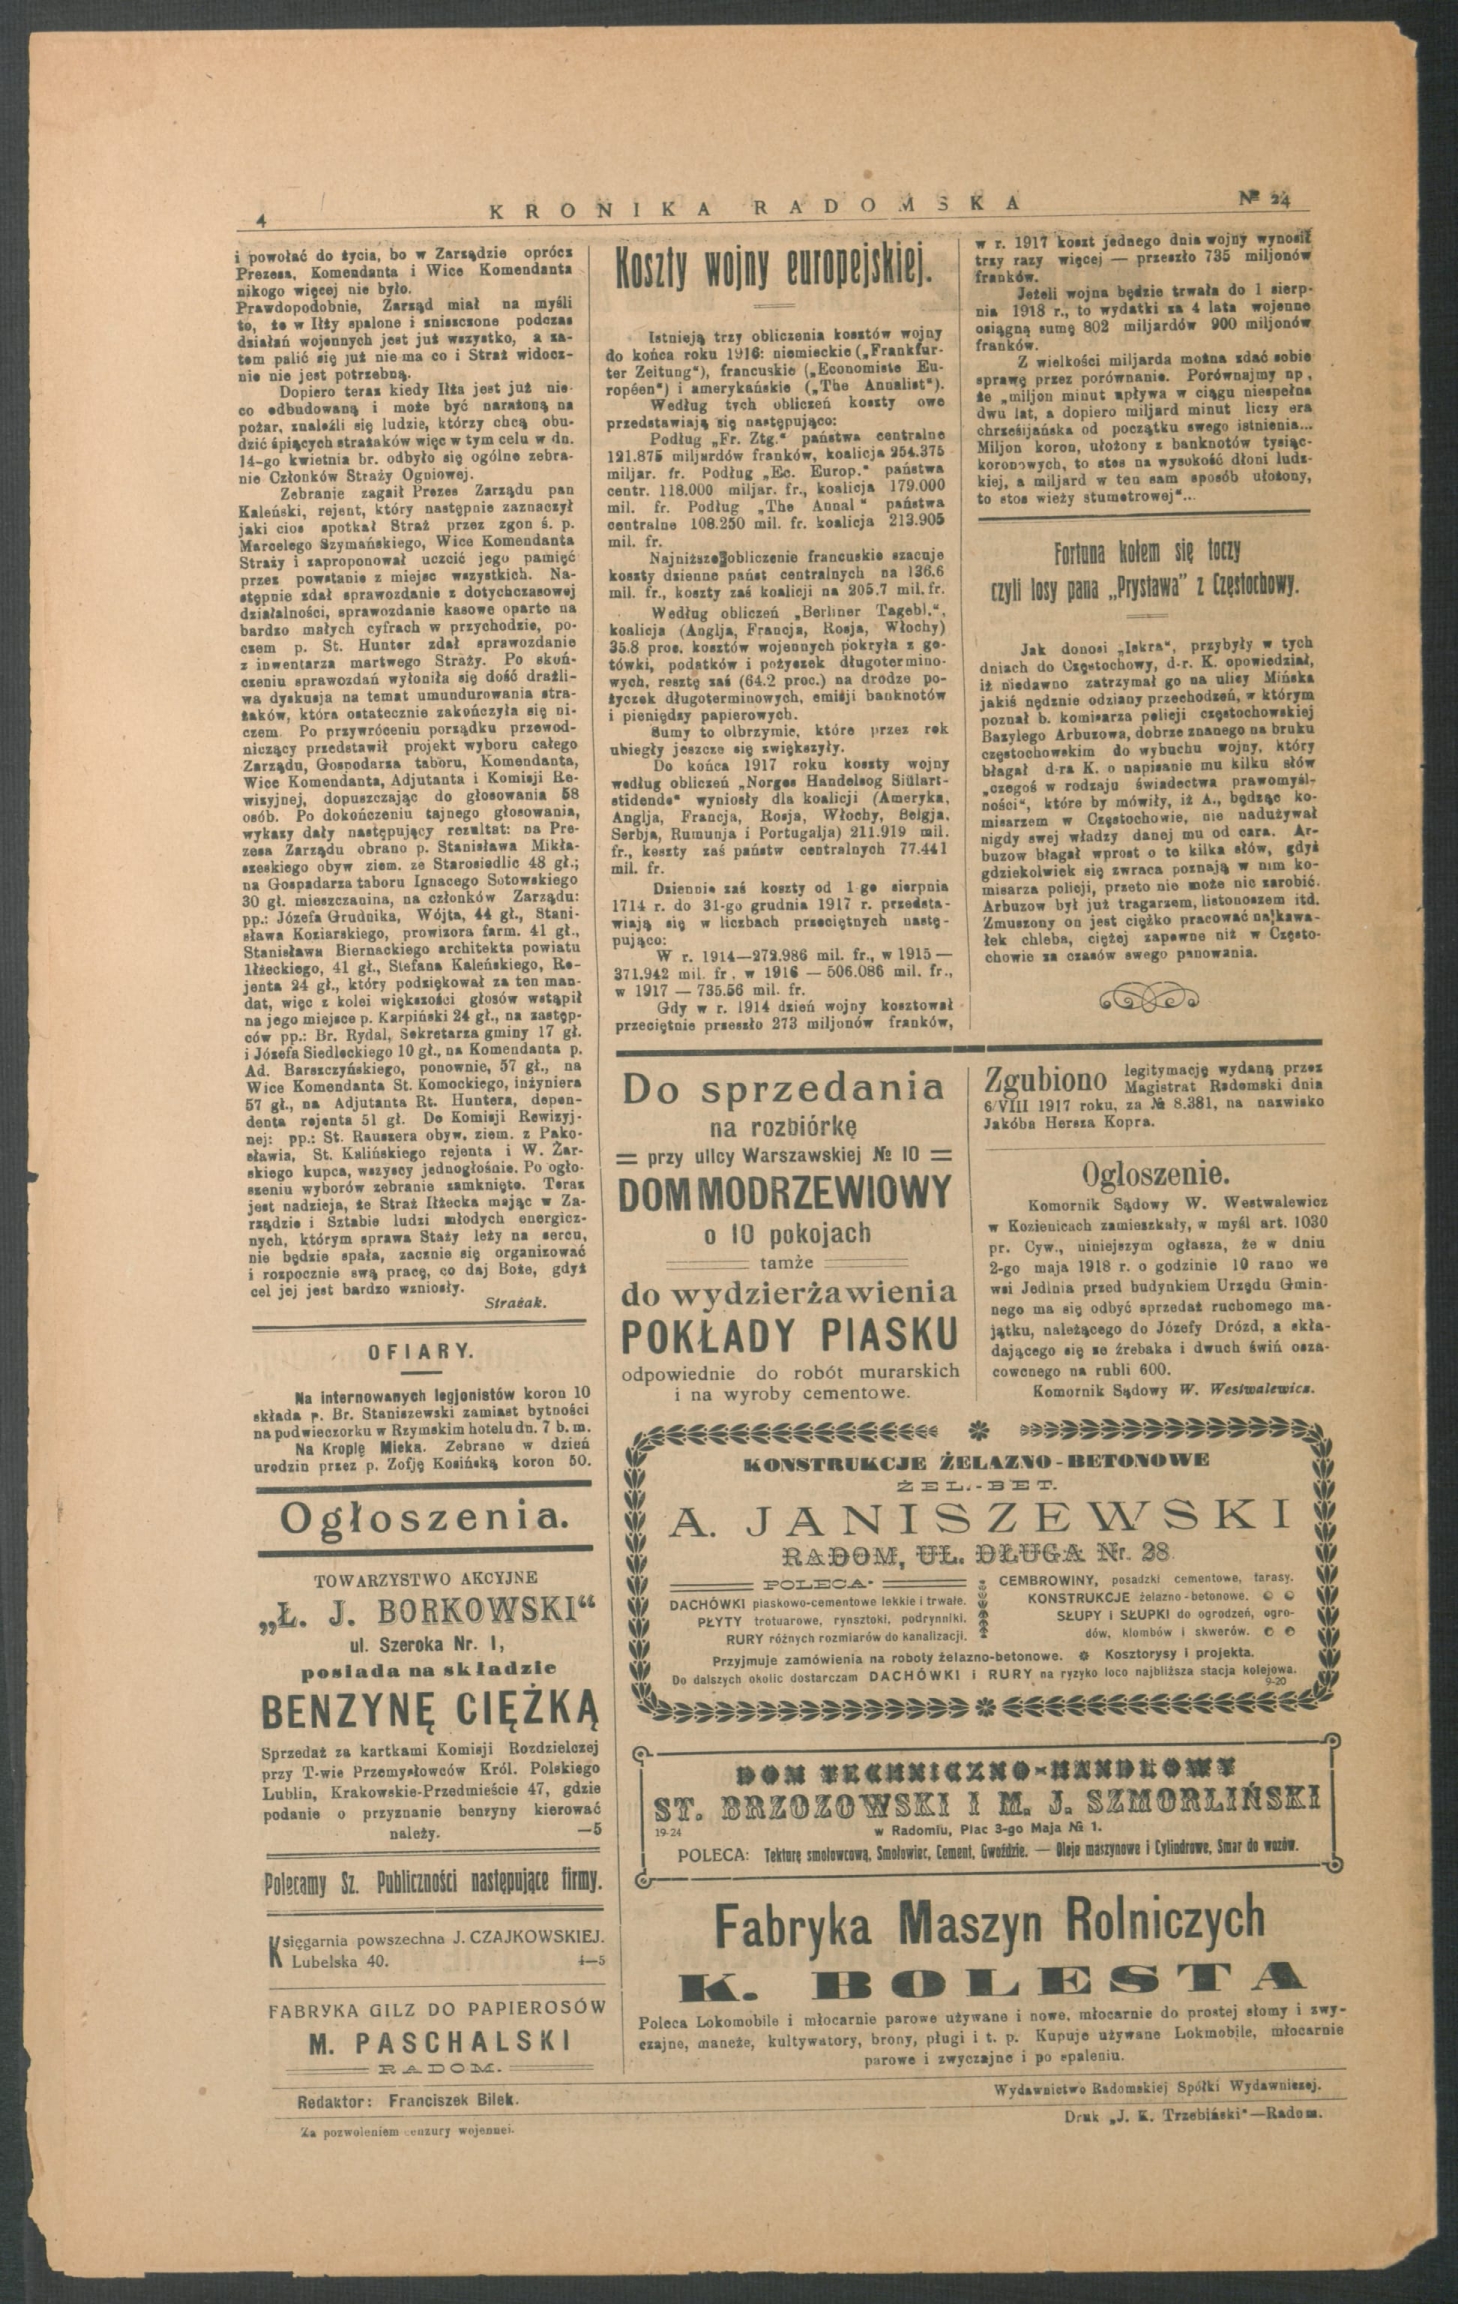 4
KRONIKA RADOMSKA
№ 24
i powołać do życia, bo w Zarządzie oprócz
Prezesa, Komendanta i Wice Komendanta
nikogo więcej nie było.
Prawdopodobnie, Zarząd miał na myśli
to, że w Iłży spalone i zniszczone podczas
działań wojennych jest już wszystko, a za-
tem palić się już nie ma co i Straż widocz-
nie nie jest potrzebną.
Dopiero teraz kiedy Iłża jest już nie-
co odbudowaną i może być narażoną na
pożar, znaleźli się ludzie, którzy chcą obu-
dzić śpiących strażaków więc w tym celu w dn.
14-go kwietnia br. odbyło się ogólne zebra-
nie Członków Straży Ogniowej.
Zebranie zagaił Prezes Zarządu pan
Kaleński, rejent, który następnie zaznaczył
jaki cios spotkał Straż przez zgon ś. p.
Marcelego Szymańskiego, Wice Komendanta
Straży i zaproponował uczcić jego pamięć
przez powstanie z miejsc wszystkich. Na-
stępnie zdał sprawozdanie z dotychczasowej
działalności, sprawozdanie kasowe oparte na
bardzo małych cyfrach w przychodzie, po-
czem p. St. Hunter zdał sprawozdanie
z inwentarza martwego Straży. Po skoń-
czeniu sprawozdań wyłoniła się dość draźli-
wa dyskusja na temat umundurowania stra-
żaków, która ostatecznie zakończyła się ni-
czem. Po przywróceniu porządku przewod-
niczący przedstawił projekt wyboru całego
Zarządu, Gospodarza taboru, Komendanta,
Wice Komendanta, Adjutanta i Komisji Re-
wizyjnej, dopuszczając do głosowania 58
osób. Po dokończeniu tajnego głosowania,
wykazy dały następujący rezultat: na Pre-
zesa Zarządu obrano p. Stanisława Mikła-
szeskiego obyw ziem. ze Starosiedlic 48 gł.;
na Gospadarza taboru Ignacego Sotowskiego
30 gł. mieszczanina, na członków Zarządu:
pp.: Józefa Grudnika, Wójta, 44 gł., Stani-
sława Koziarskiego, prowizora farm. 41 gł.,
Stanisława Biernackiego architekta powiatu
Iłżeckiego, 41 gł., Stefana Kaleńskiego, Re-
jenta 24 gł., który podziękował za ten man-
dat, więc z kolei większości głosów wstąpił
na jego miejsce p. Karpiński 24 gł., na zastęp-
ców pp.: Br. Rydal, Sekretarza gminy 17 gł.
i Józefa Siedleckiego 10 gł., na Komendanta p.
Ad. Barszczyńskiego, ponownie, 57 gł., na
Wice Komendanta St. Komockiego, inżyniera
57 gł., na Adjutanta Rt. Huntera, depen-
denta rejenta 51 gł. Do Komisji Rewizyj-
nej: pp.: St. Rauszera obyw. ziem. z Pako-
sławia, St. Kalińskiego rejenta i W. Żar-
skiego kupca, wszyscy jednogłośnie. Po ogło-
szeniu wyborów zebranie zamknięto. Teraz
jest nadzieja, że Straż Iłżecka mając w Za-
rządzie i Sztabie ludzi młodych energicz-
nych, którym sprawa Staży leży na sercu,
nie będzie spała, zacznie się organizować
i rozpocznie swą pracę, co daj Boże, gdyż
cel jej jest bardzo wzniosły.
Strażak.
OFIARY.
Na internowanych legjonistów koron 10
składa p. Br. Staniszewski zamiast bytności
na podwieczorku w Rzymskim hotelu dn. 7 b. m.
Na Kroplę Mleka. Zebrane w dzień
urodzin przez p. Zofję Kosińską koron 50.
Ogłoszenia.
TOWARZYSTWO AKCYJNE
„Ł. J. BORKOWSKI“
ul. Szeroka Nr. I,
posiada na składzie
BENZYNĘ CIĘŻKĄ
Sprzedaż za kartkami Komisji Rozdzielczej
przy T-wie Przemysłowców Król. Polskiego
Lublin, Krakowskie-Przedmieście 47, gdzie
podanie o przyznanie benzyny kierować
należy. —5
Polecamy Sz. Publiczności następujące firmy.
Księgarnia powszechna J. CZAJKOWSKIEJ.
Lubelska 40. 4—5
FABRYKA GILZ DO PAPIEROSÓW
M. PASCHALSKI
RADOM.
Koszty wojny europejskiej.
Istnieją trzy obliczenia kosztów wojny
do końca roku 1916: niemieckie („Frankfur-
ter Zeitung“), francuskie („Economiste Eu-
ropéen“) i amerykańskie („The Annalist“).
Według tych obliczeń koszty owe
przedstawiają się następująco:
Podług „Fr. Ztg.“ państwa centralne
121.875 miljardów franków, koalicja 254.375
miljar. fr. Podług „Ec. Europ.“ państwa
centr. 118.000 miljar. fr., koalicja 179.000
mil. fr. Podług „The Annal“ państwa
centralne 108.250 mil. fr. koalicja 213.905
mil. fr.
Najniższe obliczenie francuskie szacuje
koszty dzienne państ centralnych na 136.6
mil. fr., koszty zaś koalicji na 205.7 mil. fr.
Według obliczeń „Berliner Tagebl.“,
koalicja (Anglja, Francja, Rosja, Włochy)
35.8 proc. kosztów wojennych pokryła z go-
tówki, podatków i pożyczek długotermino-
wych, resztę zaś (64.2 proc.) na drodze po-
życzek długoterminowych, emisji banknotów
i pieniędzy papierowych.
Sumy to olbrzymie, które przez rok
ubiegły jeszcze się zwiększyły.
Do końca 1917 roku koszty wojny
według obliczeń „Norges Handelsog Siülart-
stidende“ wyniosły dla koalicji (Ameryka,
Anglja, Francja, Rosja, Włochy, Belgja,
Serbja, Rumunja i Portugalja) 211.919 mil.
fr., koszty zaś państw centralnych 77.441
mil. fr.
Dziennie zaś koszty od 1-go sierpnia
1714 r. do 31-go grudnia 1917 r. przedsta-
wiają się w liczbach przeciętnych nastę-
pująco:
W r. 1914—272.986 mil. fr., w 1915 —
371.942 mil. fr. w 1916 — 506.086 mil. fr.,
w 1917 — 735.56 mil. fr.
Gdy w r. 1914 dzień wojny kosztował
przeciętnie przeszło 273 miljonów franków,
w r. 1917 koszt jednego dnia wojny wynosił
trzy razy więcej — przeszło 735 miljonów
franków.
Jeżeli wojna będzie trwała do 1 sierp-
nia 1918 r., to wydatki za 4 lata wojenne
osiągną sumę 802 miljardów 900 miljonów
franków.
Z wielkości miljarda można zdać sobie
sprawę przez porównanie. Porównajmy np,
że „miljon minut upływa w ciągu niespełna
dwu lat, a dopiero miljard minut liczy era
chrześijańska od początku swego istnienia...
Miljon koron, ułożony z banknotów tysiąc-
koronowych, to stos na wysokość dłoni ludz-
kiej, a miljard w ten sam sposób ułożony,
to stos wieży stumetrowej“...
Fortuna kołem się toczy
czyli losy pana „Prystawa” z Częstochowy.
Jak donosi „Iskra“, przybyły w tych
dniach do Częstochowy, d-r. K. opowiedział,
iż niedawno zatrzymał go na ulicy Mińska
jakiś nędznie odziany przechodzeń, w którym
poznał b. komisarza policji częstochowskiej
Bazylego Arbuzowa, dobrze znanego na bruku
częstochowskim do wybuchu wojny, który
błagał d-ra K. o napisanie mu kilku słów
„czegoś w rodzaju świadectwa prawomyśl-
ności“, które by mówiły, iż A., będąc ko-
misarzem w Częstochowie, nie nadużywał
nigdy swej władzy danej mu od cara. Ar-
buzow błagał wprost o te kilka słów, gdyż
gdziekolwiek się zwraca poznają w nim ko-
misarza policji, przeto nie może nic zarobić.
Arbuzow był już tragarzem, listonoszem itd.
Zmuszony on jest ciężko pracować na kawa-
łek chleba, ciężej zapewne niż w Często-
chowie za czasów swego panowania.
Do sprzedania
na rozbiórkę
przy ulicy Warszawskiej № 10
DOM MODRZEWIOWY
o 10 pokojach
tamże
do wydzierżawienia
POKŁADY PIASKU
odpowiednie do robót murarskich
i na wyroby cementowe.
Zgubiono legitymację wydaną przez
Magistrat Radomski dnia
6/VIII 1917 roku, za № 8.381, na nazwisko
Jakóba Hersza Kopra.
Ogłoszenie.
Komornik Sądowy W. Westwalewicz
w Kozienicach zamieszkały, w myśl art. 1030
pr. Cyw., niniejszym ogłasza, że w dniu
2-go maja 1918 r. o godzinie 10 rano we
wsi Jedlnia przed budynkiem Urzędu Gmin-
nego ma się odbyć sprzedaż ruchomego ma-
jątku, należącego do Józefy Drózd, a skła-
dającego się ze źrebaka i dwuch świń osza-
cowonego na rubli 600.
Komornik Sądowy W. Westwalewicz.
KONSTRUKCJE ŻELAZNO-BETONOWE
ŻEL.-BET.
A. JANISZEWSKI
RADOM, UL. DŁUGA Nr. 28
POLECA:
DACHÓWKI piaskowo-cementowe lekkie i trwałe.
PŁYTY trotuarowe, rynsztoki, podrynniki.
RURY różnych rozmiarów do kanalizacji.
CEMBROWINY, posadzki cementowe, tarasy.
KONSTRUKCJE żelazno-betonowe.
SŁUPY i SŁUPKI do ogrodzeń, ogro-
dów, klombów i skwerów.
Przyjmuje zamówienia na roboty żelazno-betonowe. Kosztorysy i projekta.
Do dalszych okolic dostarczam DACHÓWKI i RURY na ryzyko loco najbliższa stacja kolejowa.
9-20
DOM TECHNICZNO-HANDLOWY
ST. BRZOZOWSKI I M. J. SZMORLIŃSKI
19-24 w Radomiu, Plac 3-go Maja № 1.
POLECA: Tekturę smołowcową, Smołowiec, Cement, Gwoździe. — Oleje maszynowe i Cylindrowe, Smar do wozów.
Fabryka Maszyn Rolniczych
K. BOLESTA
Poleca Lokomobile i młocarnie parowe używane i nowe, młocarnie do prostej słomy i zwy-
czajne, maneże, kultywatory, brony, pługi i t. p. Kupuje używane Lokmobile, młocarnie
parowe i zwyczajne i po spaleniu.
Redaktor: Franciszek Bilek.
Wydawnictwo Radomskiej Spółki Wydawniczej.
Za pozwoleniem cenzury wojennej.
Druk „J. K. Trzebiński“—Radom.